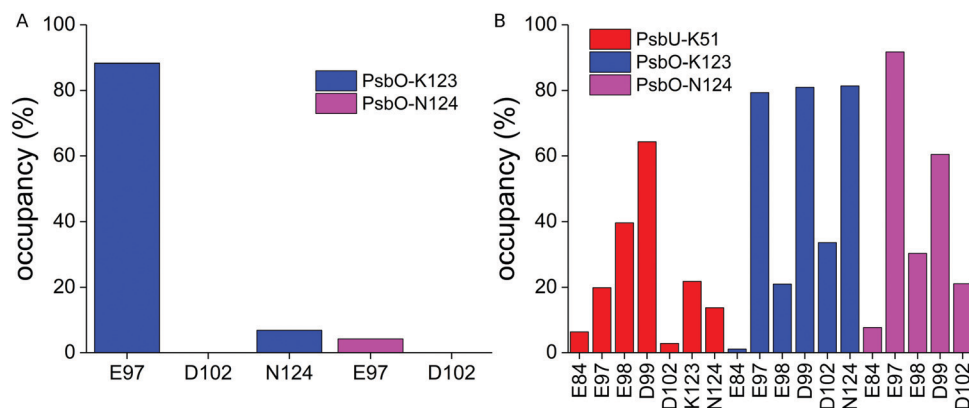 A
100
80
60
40
20
0
occupancy (%)
PsbO-K123
PsbO-N124
E97 D102 N124 E97 D102
B
100
80
60
40
20
0
occupancy (%)
PsbU-K51
PsbO-K123
PsbO-N124
E84 E97 E98 D99 D102 K123 N124 E84 E97 E98 D99 D102 N124 E84 E97 E98 D99 D102